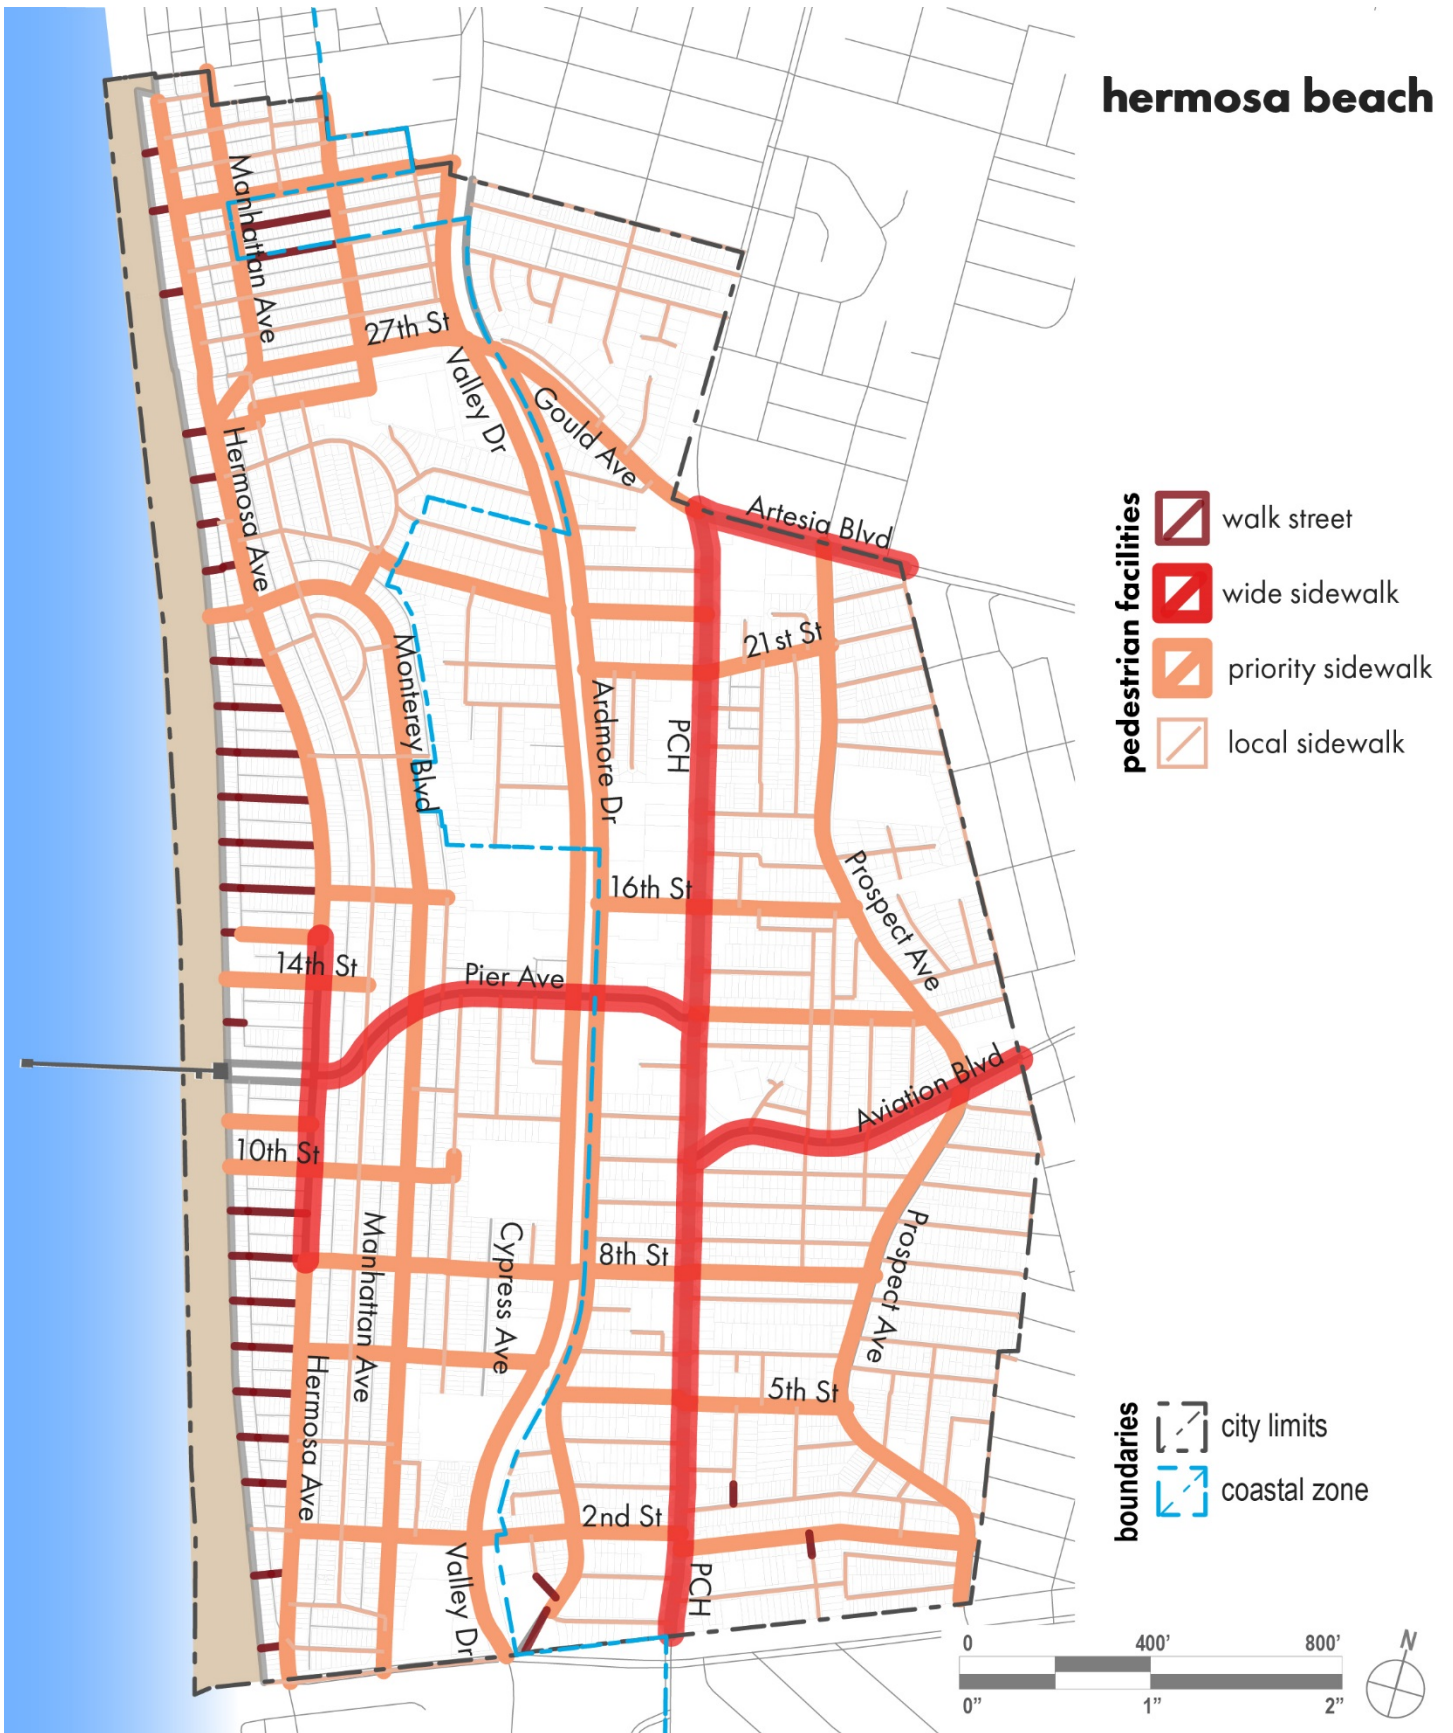 hermosa beach
Manhattan Ave
27th St
Valley Dr
Gould Ave
Hermosa Ave
Artesia Blvd
pedestrian facilities
walk street
wide sidewalk
priority sidewalk
local sidewalk
21st St
Monterey Blvd
Ardmore Dr
PCH
Prospect Ave
16th St
14th St
Pier Ave
Aviation Blvd
10th St
Manhattan Ave
Cypress Ave
8th St
Prospect Ave
Hermosa Ave
5th St
boundaries
city limits
coastal zone
2nd St
Valley Dr
PCH
0 400' 800'
0" 1" 2"
N